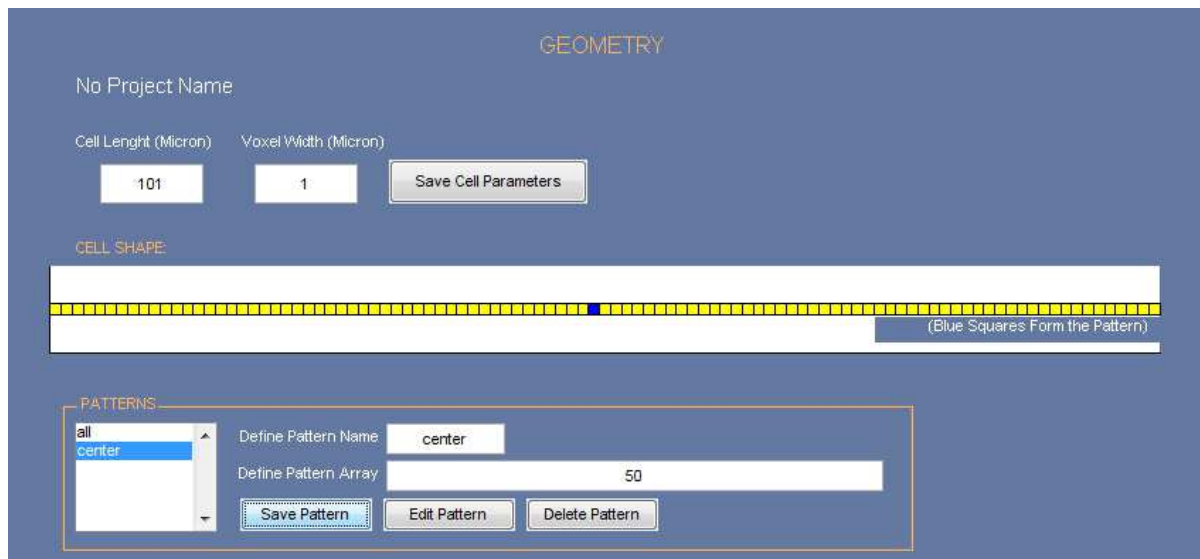 GEOMETRY
No Project Name
Cell Lenght (Micron) Voxel Width (Micron)
101 1 Save Cell Parameters
CELL SHAPE:
(Blue Squares Form the Pattern)
PATTERNS
all
center
Define Pattern Name center
Define Pattern Array 50
Save Pattern Edit Pattern Delete Pattern